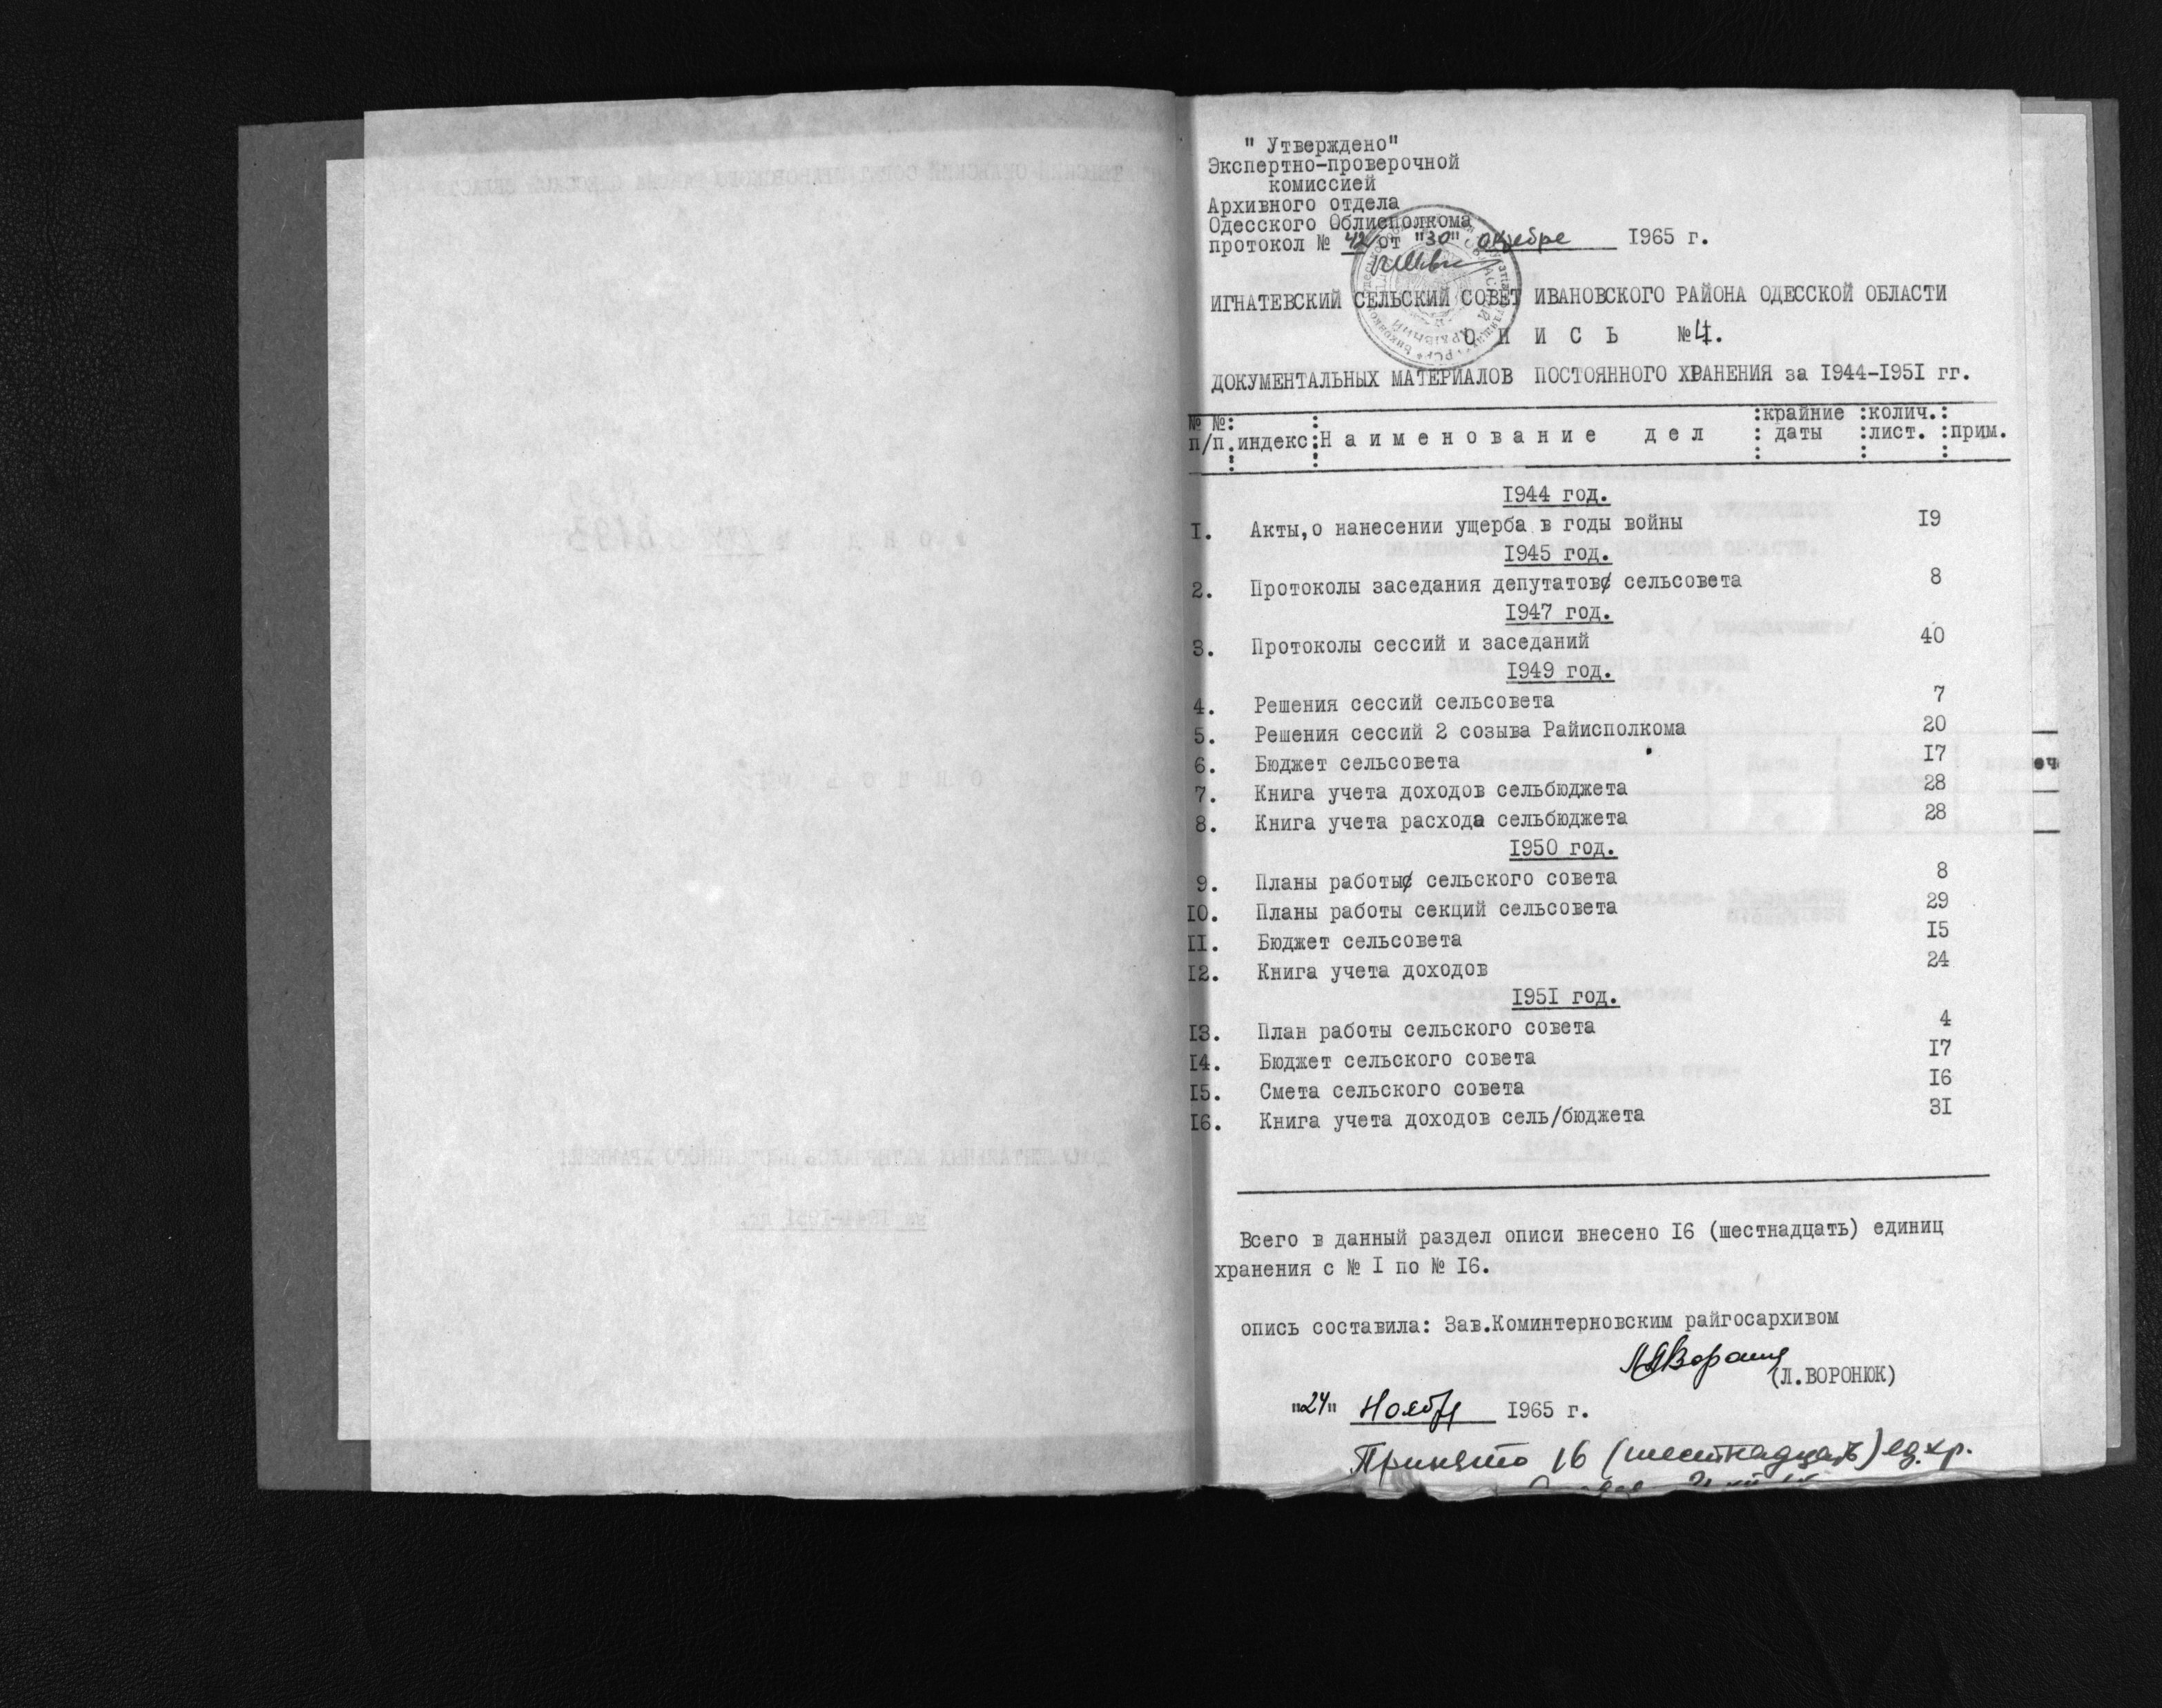 " Утверждено"
Экспертно-проверочной
комиссией
Архивного отдела
Одесского Облисполкома
протокол № 42 от "30" октебре 1965 г.
ИГНАТЕВСКИЙ СЕЛЬСКИЙ СОВЕТ ИВАНОВСКОГО РАЙОНА ОДЕССКОЙ ОБЛАСТИ
О П И С Ь № 4.
ДОКУМЕНТАЛЬНЫХ МАТЕРИАЛОВ ПОСТОЯННОГО ХРАНЕНИЯ за I944-I95I гг.
№ №: : :крайние :колич.:
п/п.индекс:Н а и м е н о в а н и е д е л : даты :лист. :прим.
I944 год.
I. Акты,о нанесении ущерба в годы войны I9
I945 год.
2. Протоколы заседания депутатов сельсовета 8
I947 год.
3. Протоколы сессий и заседаний 40
I949 год.
4. Решения сессий сельсовета 7
5. Решения сессий 2 созыва Райисполкома 20
6. Бюджет сельсовета I7
7. Книга учета доходов сельбюджета 28
8. Книга учета расхода сельбюджета 28
I950 год.
9. Планы работы сельского совета 8
I0. Планы работы секций сельсовета 29
II. Бюджет сельсовета I5
I2. Книга учета доходов 24
I95I год.
I3. План работы сельского совета 4
I4. Бюджет сельского совета I7
I5. Смета сельского совета I6
I6. Книга учета доходов сель/бюджета 3I
Всего в данный раздел описи внесено I6 (шестнадцать) единиц
хранения с № I по № I6.
опись составила: Зав.Коминтерновским райгосархивом
(Л.ВОРОНЮК)
"24" Ноября I965 г.
Принято 16 (шестнадцать) ед.хр.